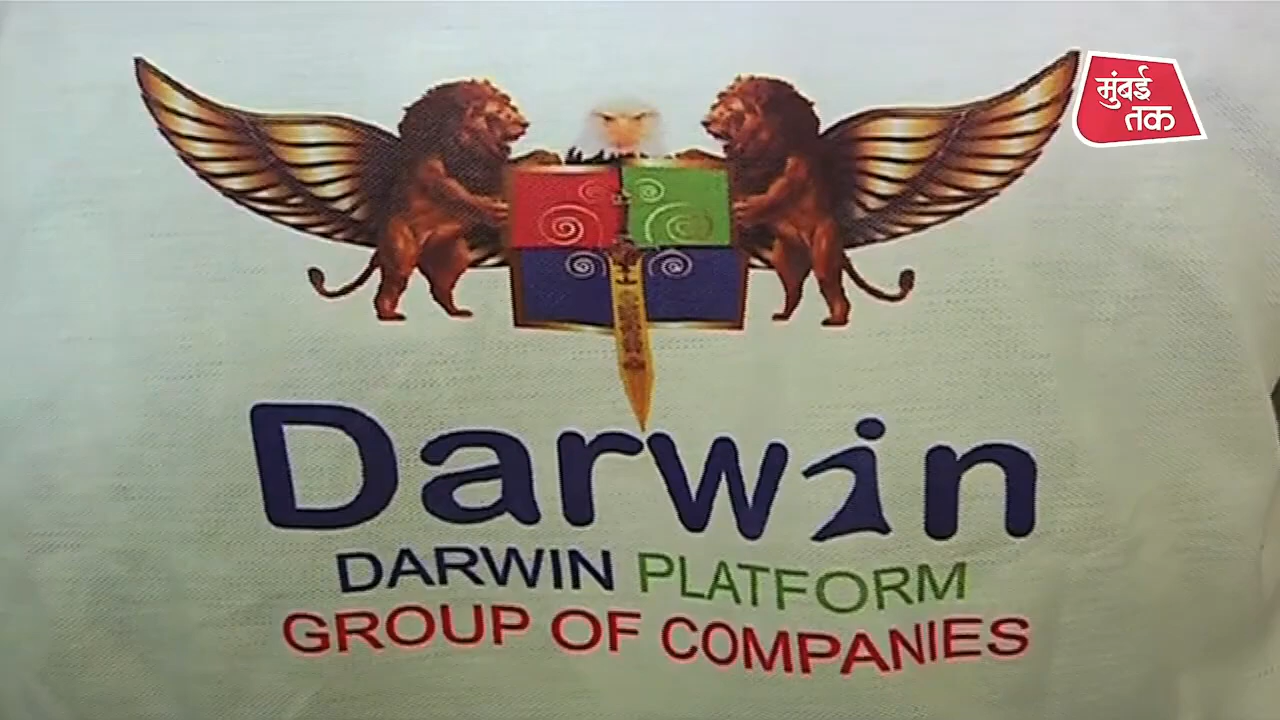 मुंबई
तक
Darwin
DARWIN PLATFORM
GROUP OF COMPANIES